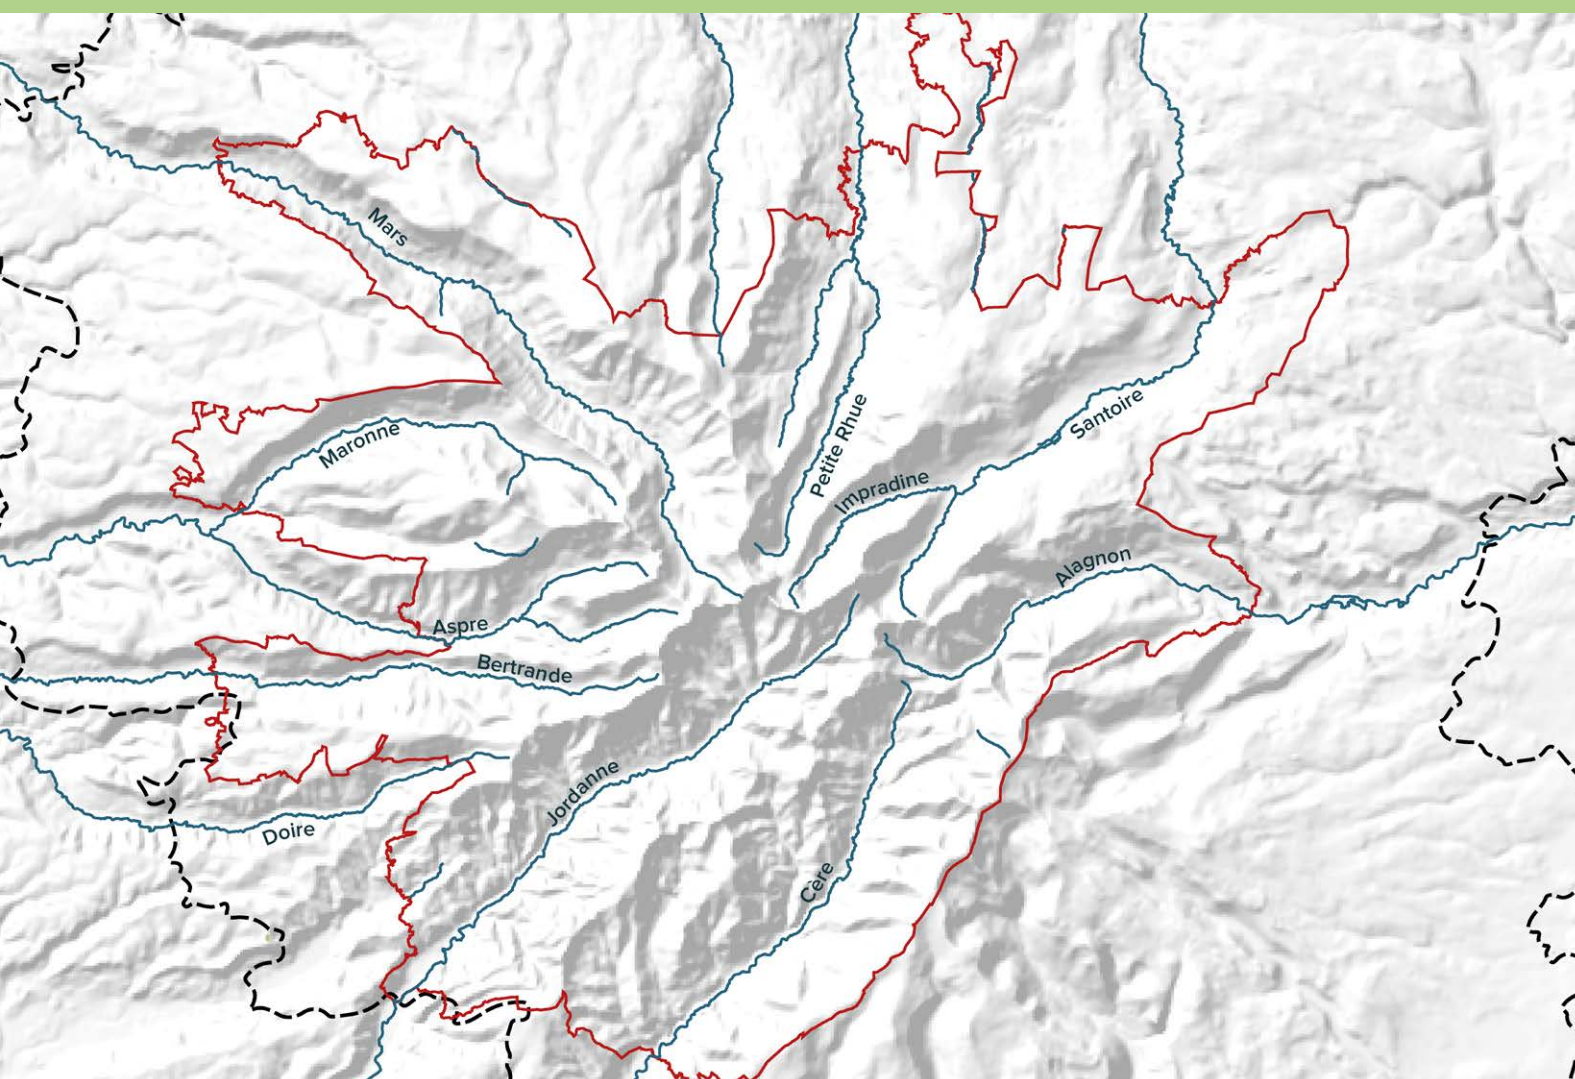 Mars
Petite Rhue
Santoire
Maronne
Impradine
Alagnon
Aspre
Bertrande
Jordanne
Doire
Cère